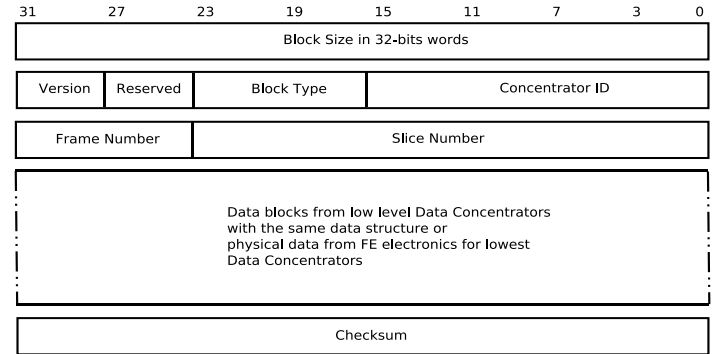 31 27 23 19 15 11 7 3 0
Block Size in 32-bits words
Version Reserved Block Type Concentrator ID
Frame Number Slice Number
Data blocks from low level Data Concentrators
with the same data structure or
physical data from FE electronics for lowest
Data Concentrators
Checksum